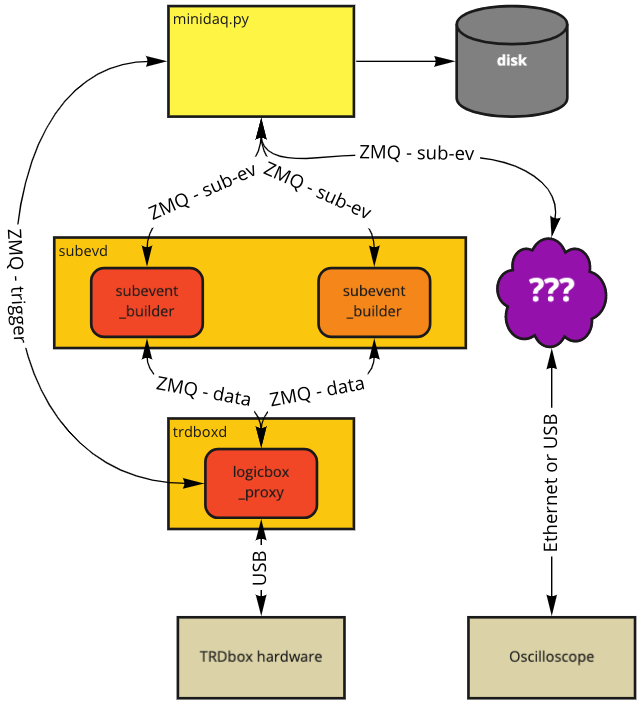 minidaq.py
disk
ZMQ - sub-ev
ZMQ - sub-ev
ZMQ - sub-ev
ZMQ - trigger
subevd
subevent
_builder
subevent
_builder
???
ZMQ - data
ZMQ - data
trdboxd
logicbox
_proxy
Ethernet or USB
USB
TRDbox hardware
Oscilloscope